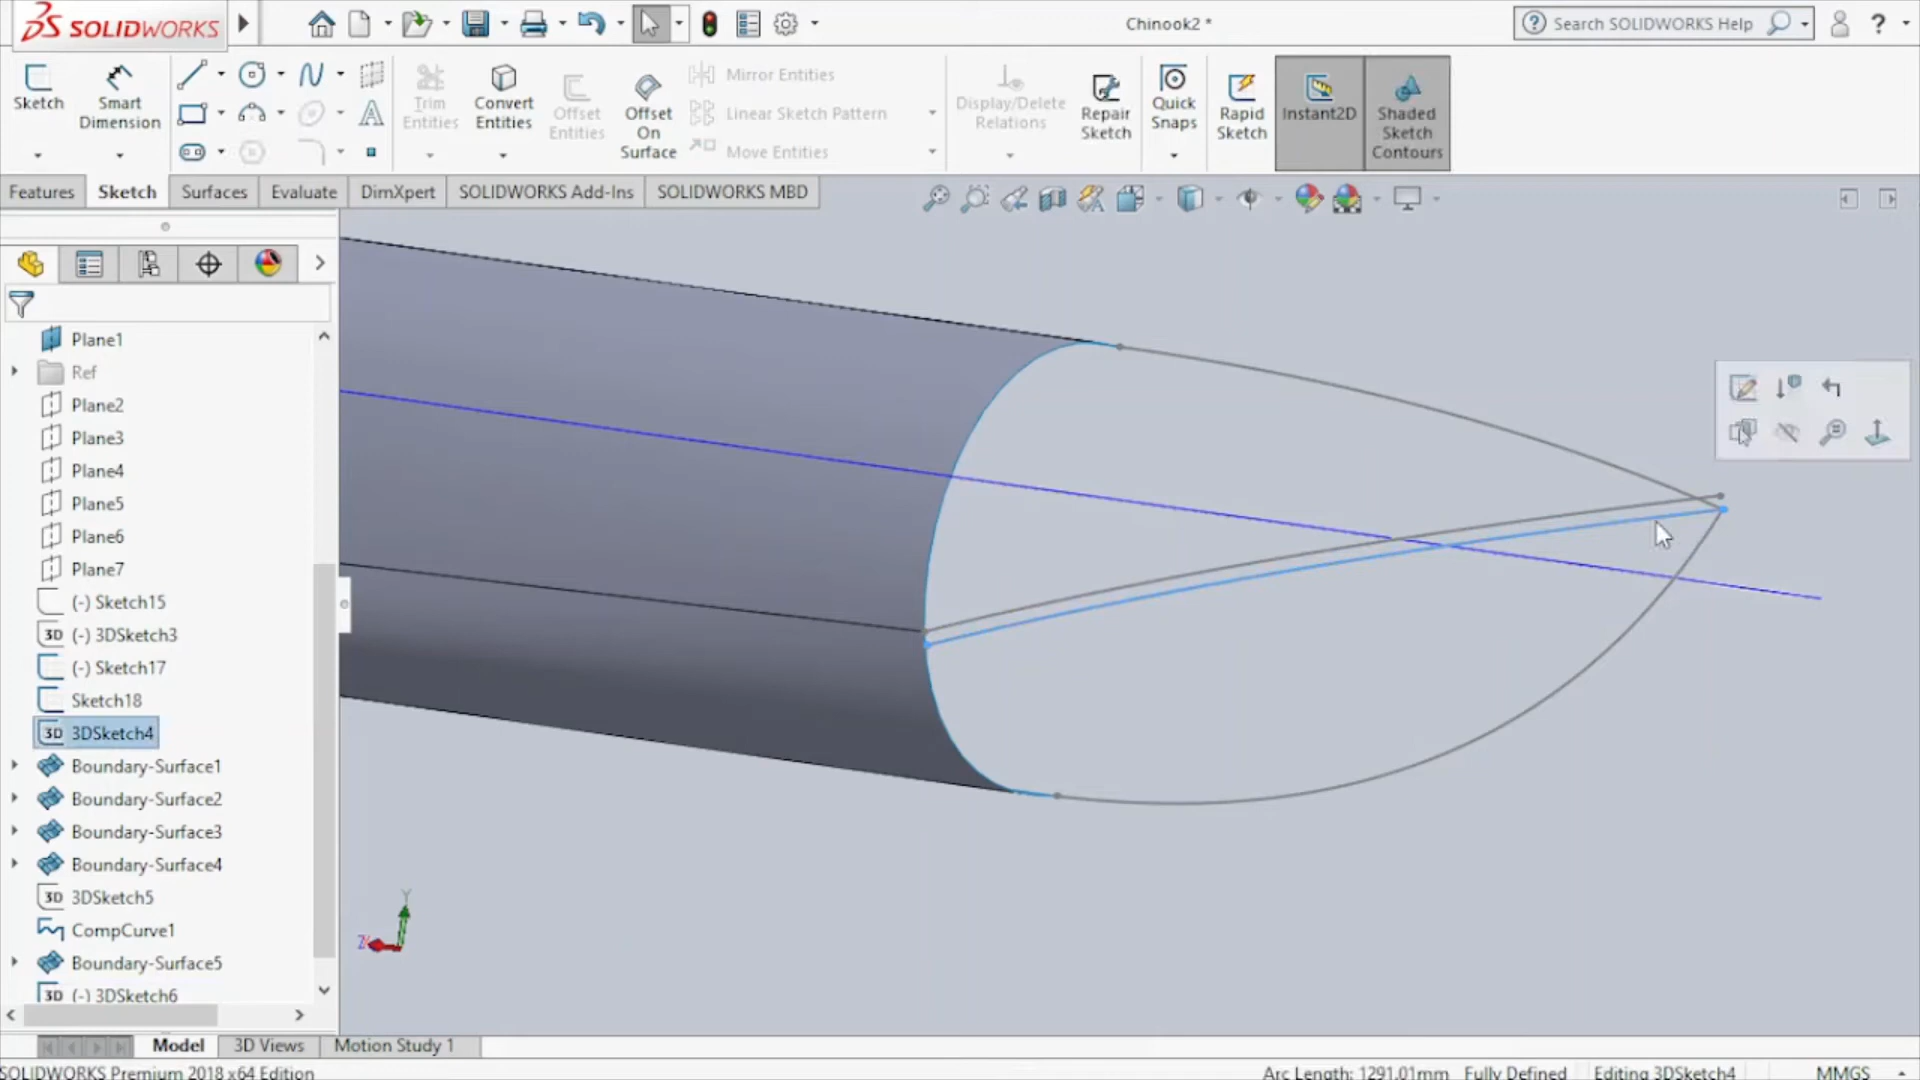 SOLIDWORKS
Chinook2 *
Search SOLIDWORKS Help
?
Sketch
Smart Dimension
Trim Entities
Convert Entities
Offset Entities
Offset On Surface
Mirror Entities
Linear Sketch Pattern
Move Entities
Display/Delete Relations
Repair Sketch
Quick Snaps
Rapid Sketch
Instant2D
Shaded Sketch Contours
Features
Sketch
Surfaces
Evaluate
DimXpert
SOLIDWORKS Add-Ins
SOLIDWORKS MBD
Plane1
Ref
Plane2
Plane3
Plane4
Plane5
Plane6
Plane7
(-) Sketch15
3D (-) 3DSketch3
(-) Sketch17
Sketch18
3D 3DSketch4
Boundary-Surface1
Boundary-Surface2
Boundary-Surface3
Boundary-Surface4
3D 3DSketch5
CompCurve1
Boundary-Surface5
3D (-) 3DSketch6
Y
Z
Model
3D Views
Motion Study 1
SOLIDWORKS Premium 2018 x64 Edition
Arc Length: 1291.01mm
Fully Defined
Editing 3DSketch4
MMGS